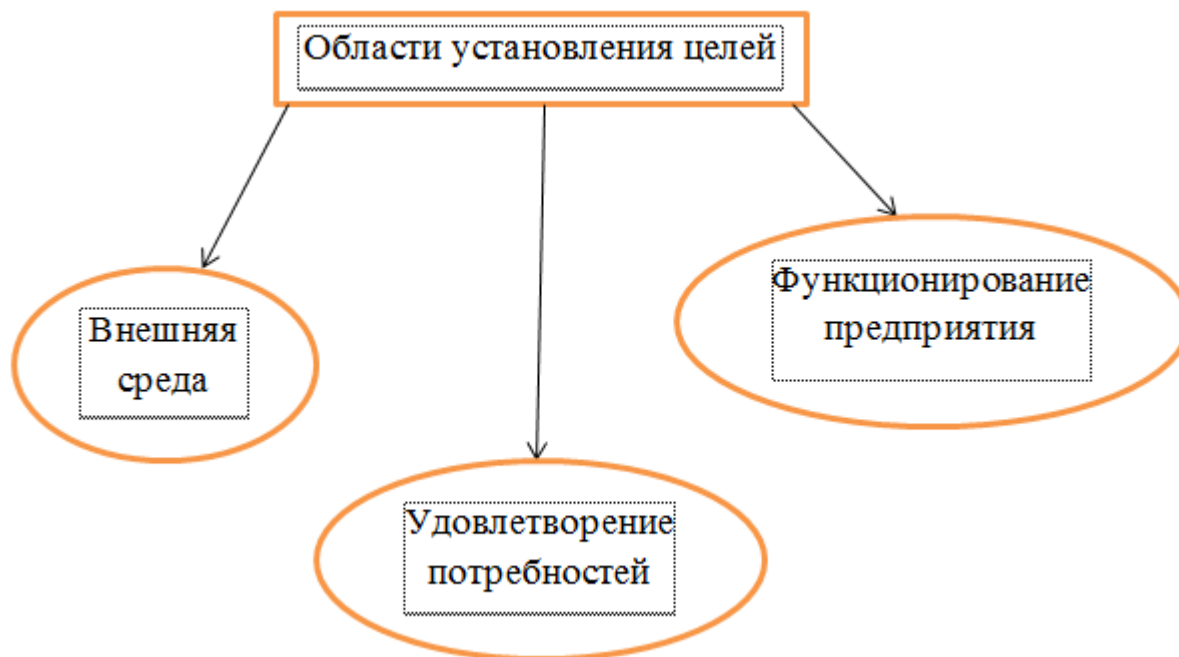 Области установления целей
Внешняя
среда
Удовлетворение
потребностей
Функционирование
предприятия